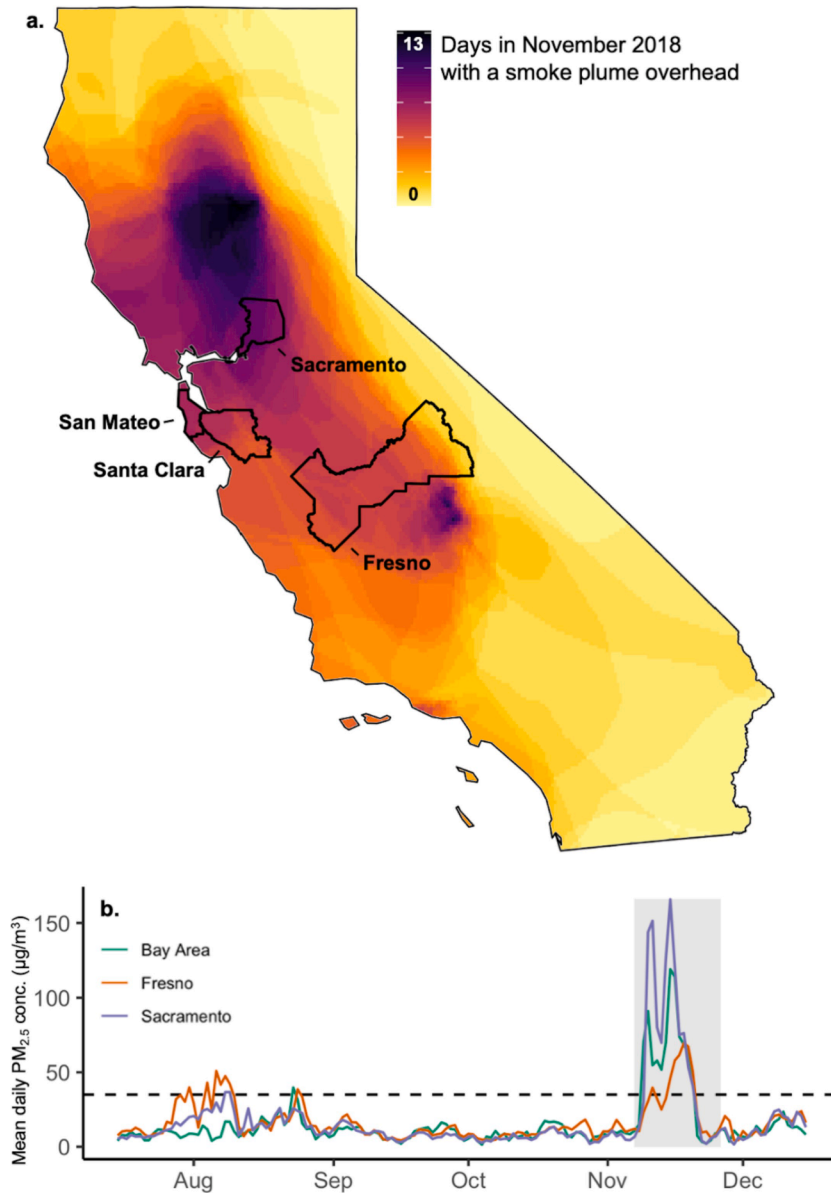 a.
13
Days in November 2018
with a smoke plume overhead
0
Sacramento
San Mateo
Santa Clara
Fresno
b.
Mean daily PM2.5 conc. (µg/m³)
150
100
50
0
Bay Area
Fresno
Sacramento
Aug
Sep
Oct
Nov
Dec